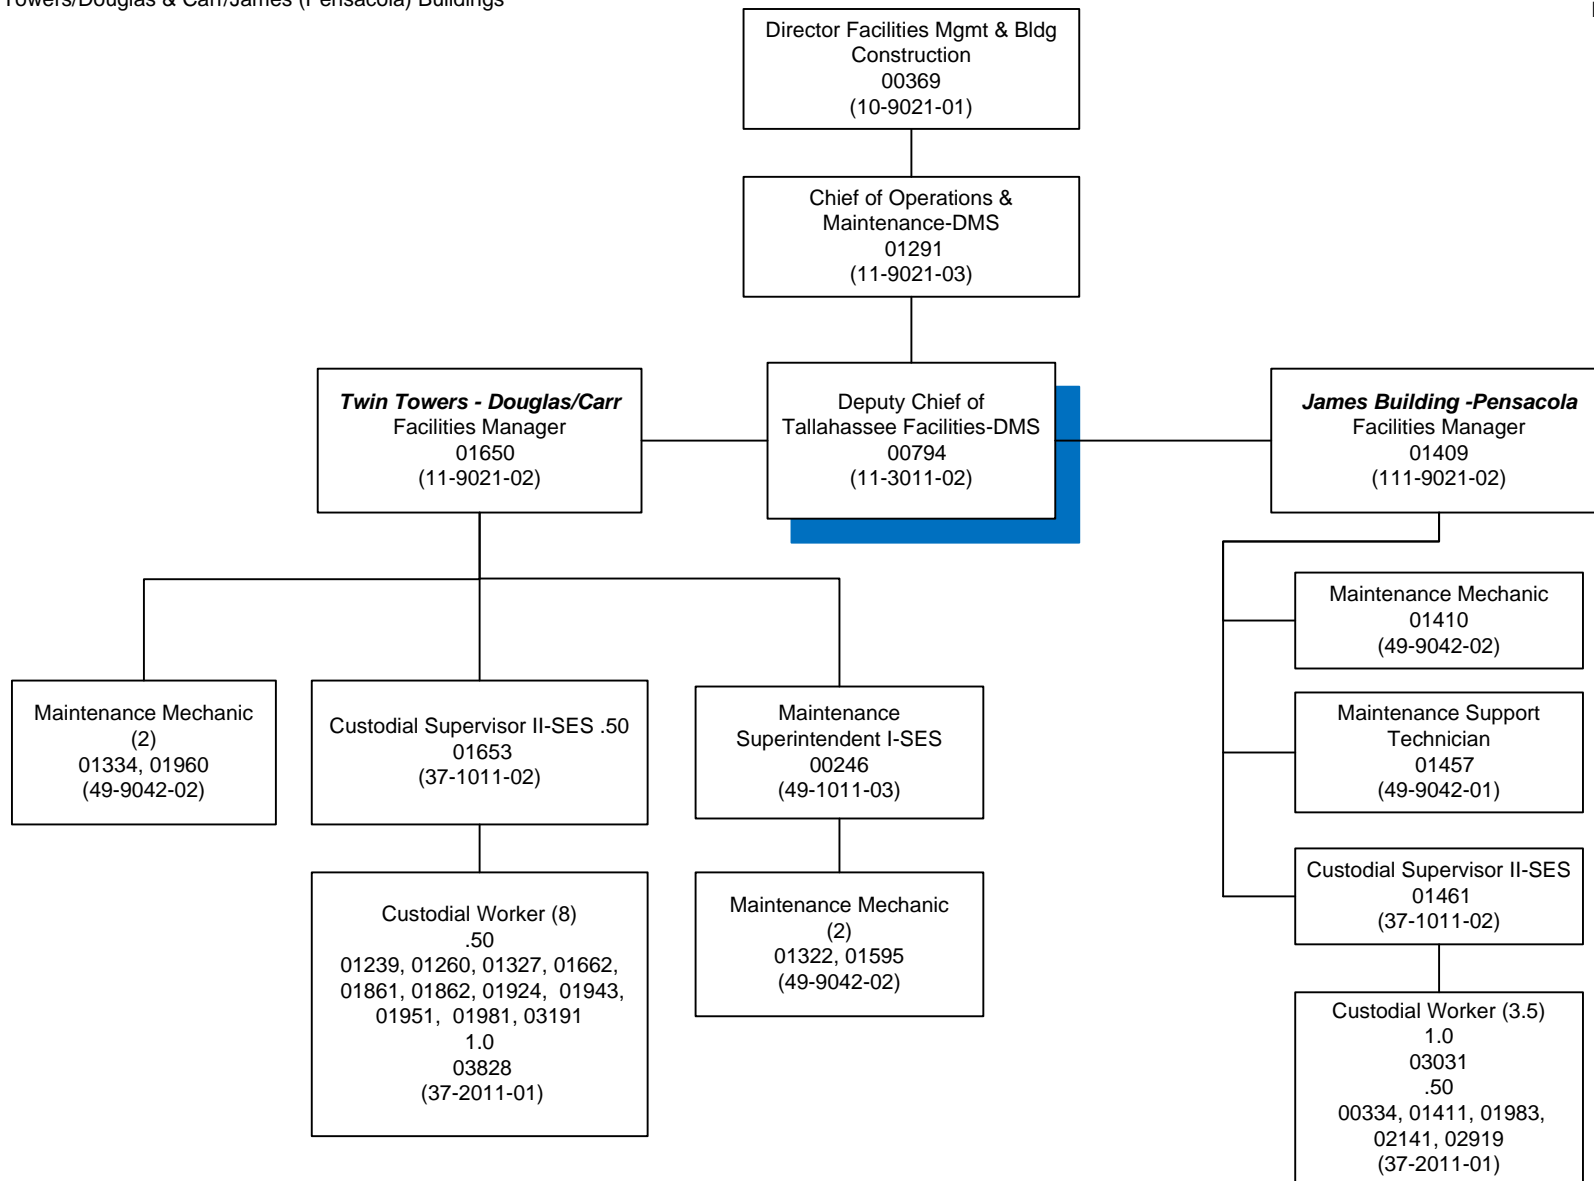 Towers/Douglas & Carr/James (Pensacola) Buildings
Director Facilities Mgmt & Bldg
Construction
00369
(10-9021-01)
Chief of Operations &
Maintenance-DMS
01291
(11-9021-03)
Twin Towers - Douglas/Carr
Facilities Manager
01650
(11-9021-02)
Deputy Chief of
Tallahassee Facilities-DMS
00794
(11-3011-02)
James Building -Pensacola
Facilities Manager
01409
(111-9021-02)
Maintenance Mechanic
(2)
01334, 01960
(49-9042-02)
Custodial Supervisor II-SES .50
01653
(37-1011-02)
Maintenance
Superintendent I-SES
00246
(49-1011-03)
Maintenance Mechanic
01410
(49-9042-02)
Maintenance Support
Technician
01457
(49-9042-01)
Custodial Supervisor II-SES
01461
(37-1011-02)
Custodial Worker (8)
.50
01239, 01260, 01327, 01662,
01861, 01862, 01924, 01943,
01951, 01981, 03191
1.0
03828
(37-2011-01)
Maintenance Mechanic
(2)
01322, 01595
(49-9042-02)
Custodial Worker (3.5)
1.0
03031
.50
00334, 01411, 01983,
02141, 02919
(37-2011-01)